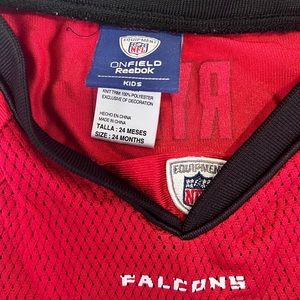 EQUIPMENT
NFL
ONFIELD
Reebok
KIDS
KNIT TRIM 100% POLYESTER
EXCLUSIVE OF DECORATION
HECHO EN CHINA
MADE IN CHINA
TALLA : 24 MESES
SIZE : 24 MONTHS
EQUIPMENT
NFL
FALCONS